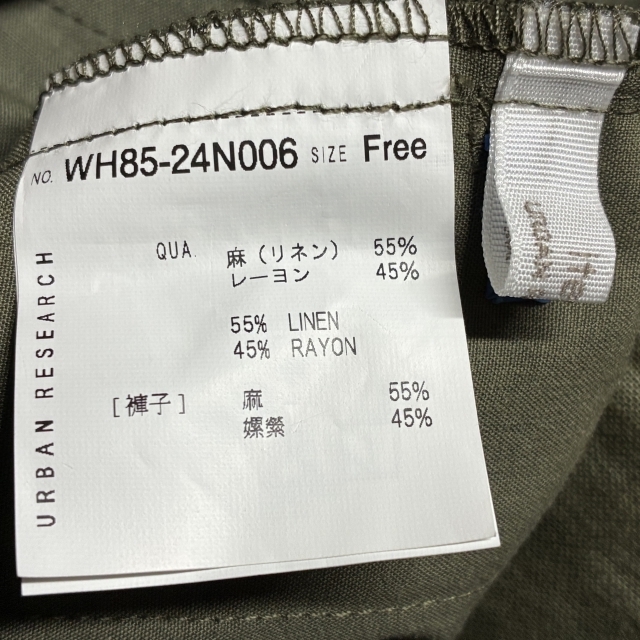 NO. WH85-24N006 SIZE Free
QUA. 麻(リネン) 55%
レーヨン 45%
55% LINEN
45% RAYON
[褲子] 麻 55%
嫘縈 45%
URBAN RESEARCH